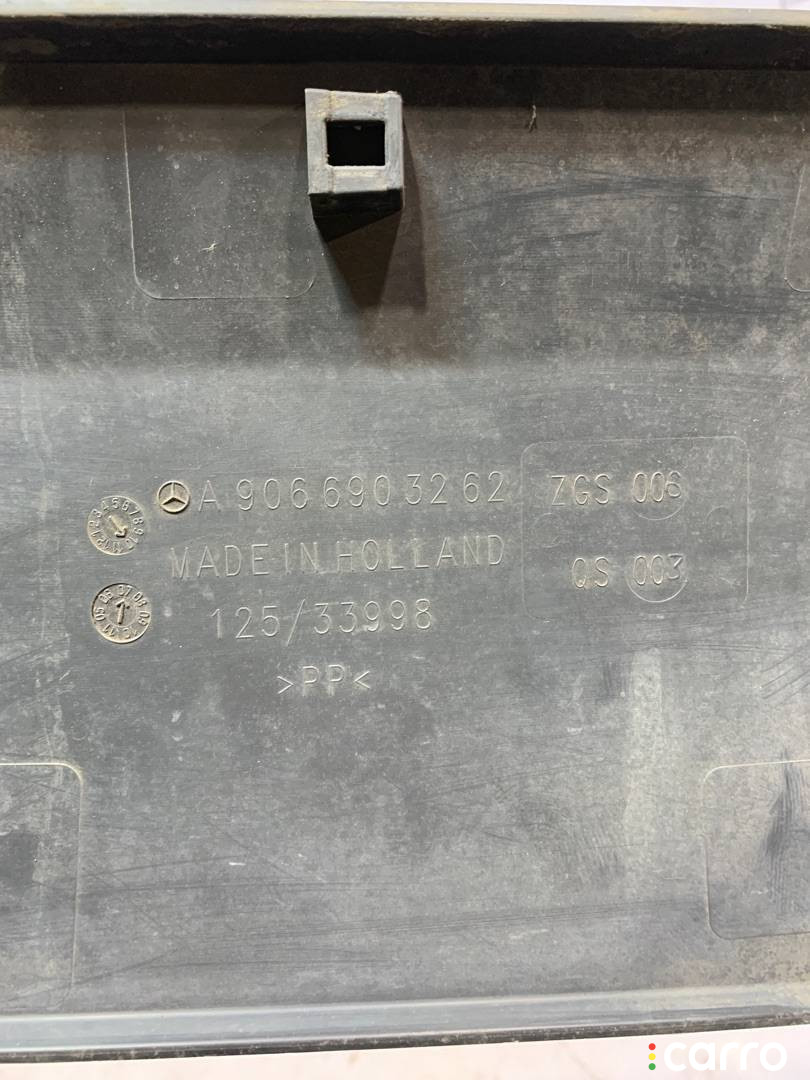 A 906 690 32 62 ZGS 006
MADE IN HOLLAND QS 003
125/33998
>PP<
carro